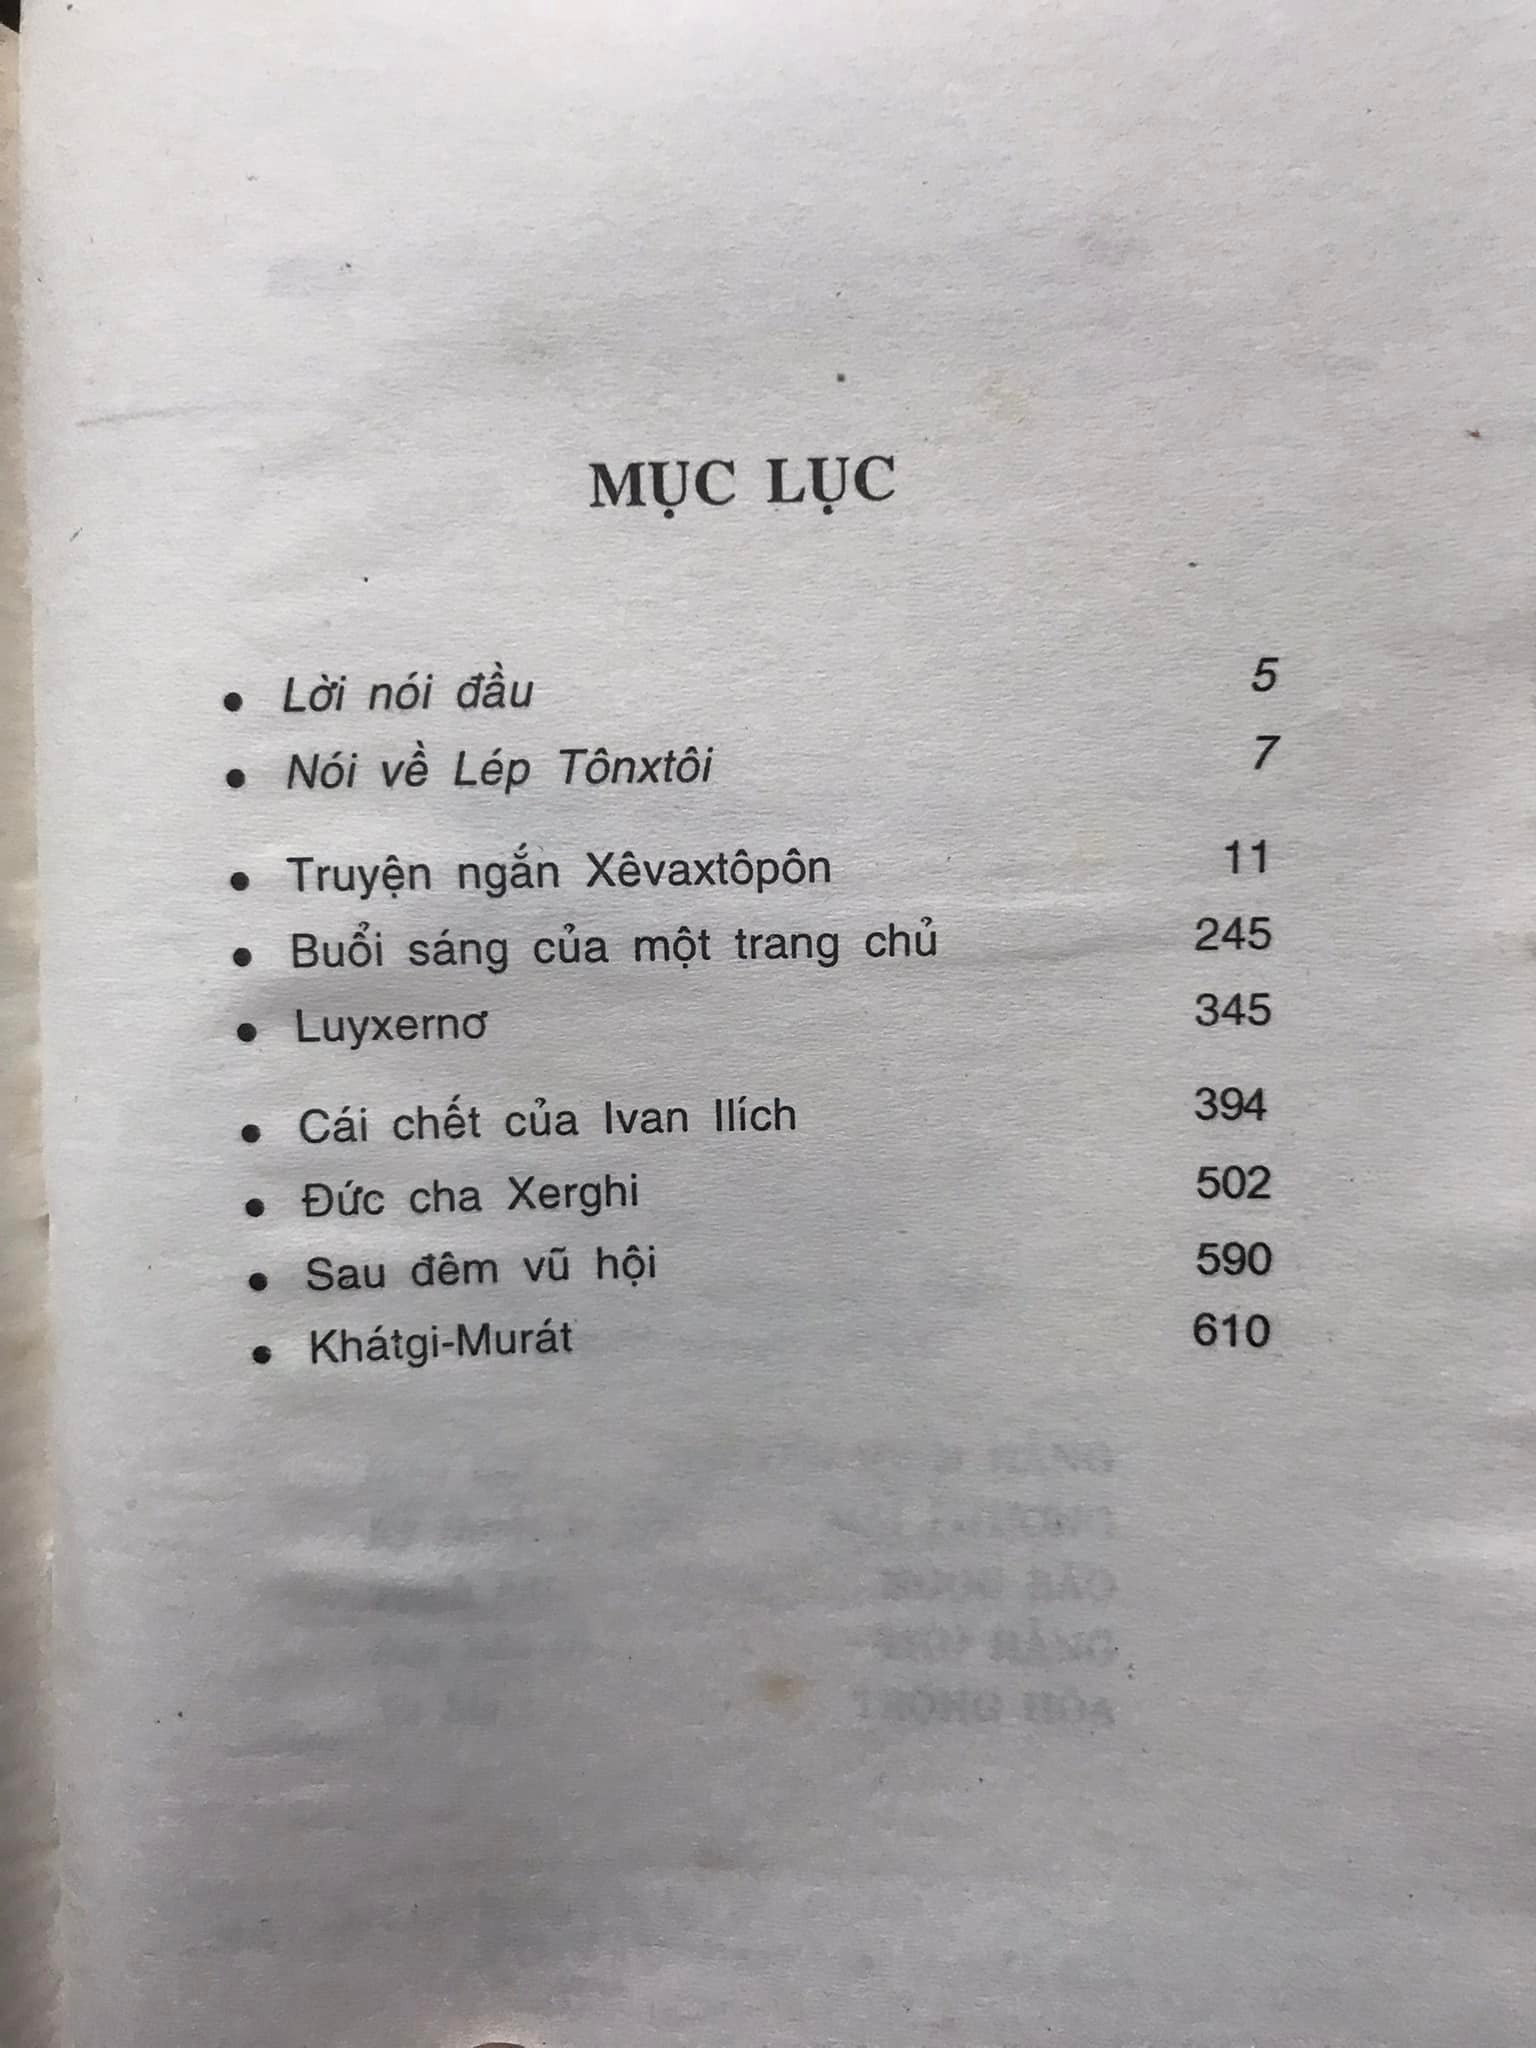 MỤC LỤC
• Lời nói đầu 5
• Nói về Lép Tônxtôi 7
• Truyện ngắn Xêvaxtôpôn 11
• Buổi sáng của một trang chủ 245
• Luyxernơ 345
• Cái chết của Ivan Ilích 394
• Đức cha Xerghi 502
• Sau đêm vũ hội 590
• Khátgi-Murát 610